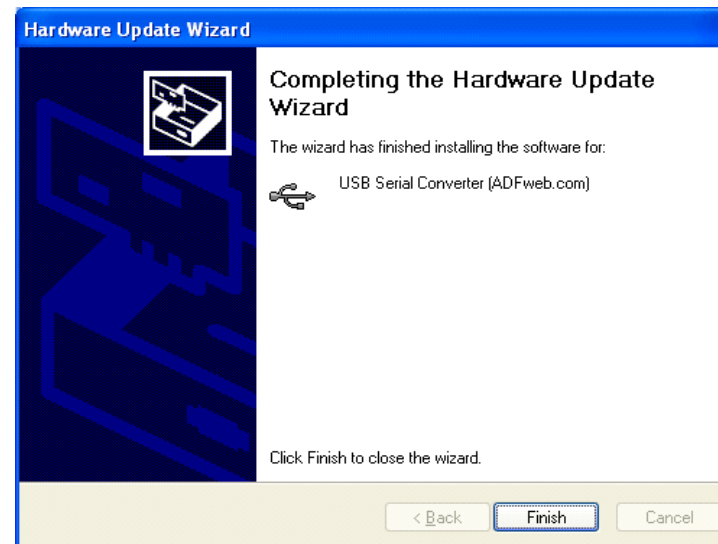 Hardware Update Wizard
Completing the Hardware Update
Wizard
The wizard has finished installing the software for:
USB Serial Converter (ADFweb.com)
Click Finish to close the wizard.
< Back Finish Cancel